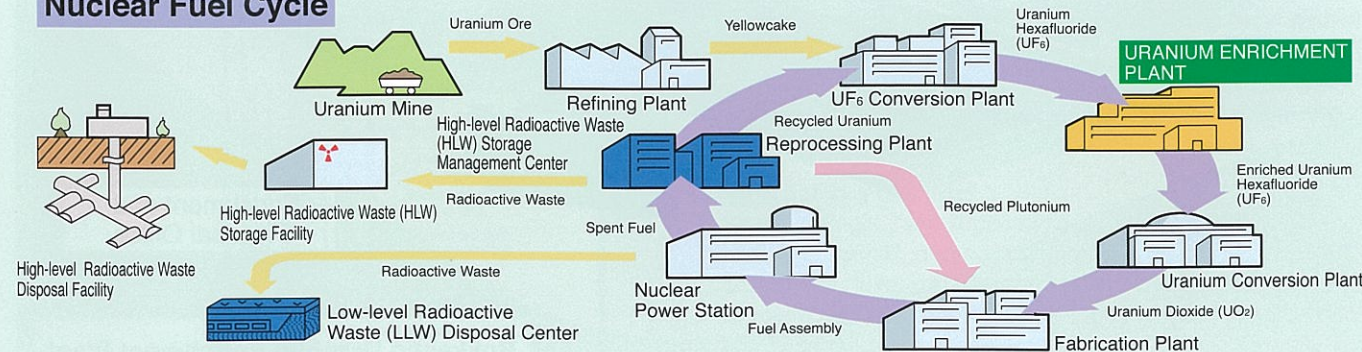 Nuclear Fuel Cycle
Uranium Ore
Yellowcake
Uranium
Hexafluoride
(UF6)
URANIUM ENRICHMENT
PLANT
Uranium Mine
Refining Plant
UF6 Conversion Plant
High-level Radioactive Waste
(HLW) Storage
Management Center
Recycled Uranium
Reprocessing Plant
Radioactive Waste
Enriched Uranium
Hexafluoride
(UF6)
High-level Radioactive Waste (HLW)
Storage Facility
Spent Fuel
Recycled Plutonium
High-level Radioactive Waste
Disposal Facility
Radioactive Waste
Uranium Conversion Plant
Nuclear
Power Station
Low-level Radioactive
Waste (LLW) Disposal Center
Fuel Assembly
Uranium Dioxide (UO2)
Fabrication Plant